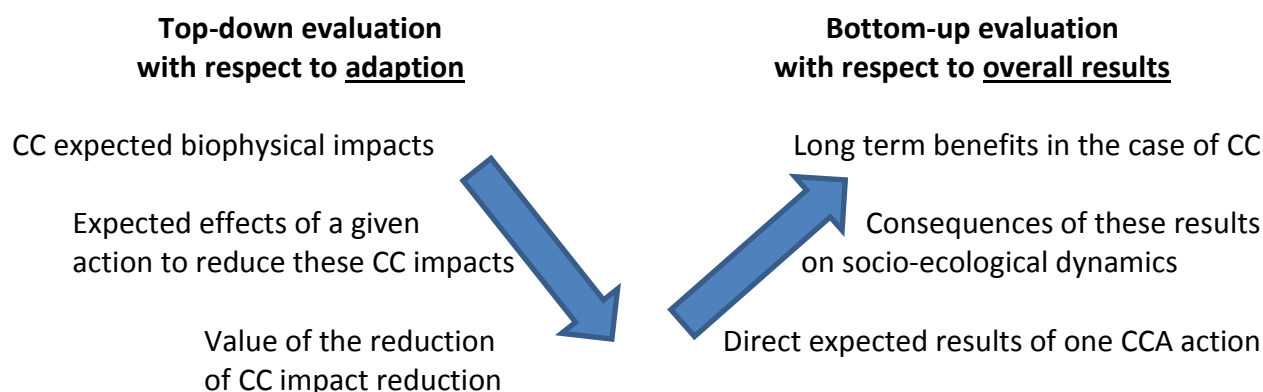 Top-down evaluation
with respect to adaption
CC expected biophysical impacts
Expected effects of a given
action to reduce these CC impacts
Value of the reduction
of CC impact reduction
Bottom-up evaluation
with respect to overall results
Long term benefits in the case of CC
Consequences of these results
on socio-ecological dynamics
Direct expected results of one CCA action